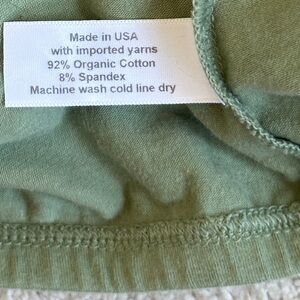 Made in USA
with imported yarns
92% Organic Cotton
8% Spandex
Machine wash cold line dry